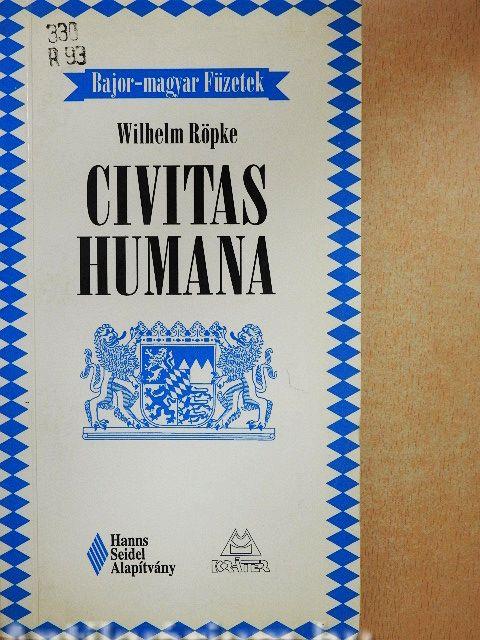 330
R 93
Bajor-magyar Füzetek
Wilhelm Röpke
CIVITAS
HUMANA
Hanns
Seidel
Alapítvány
KRÁTER